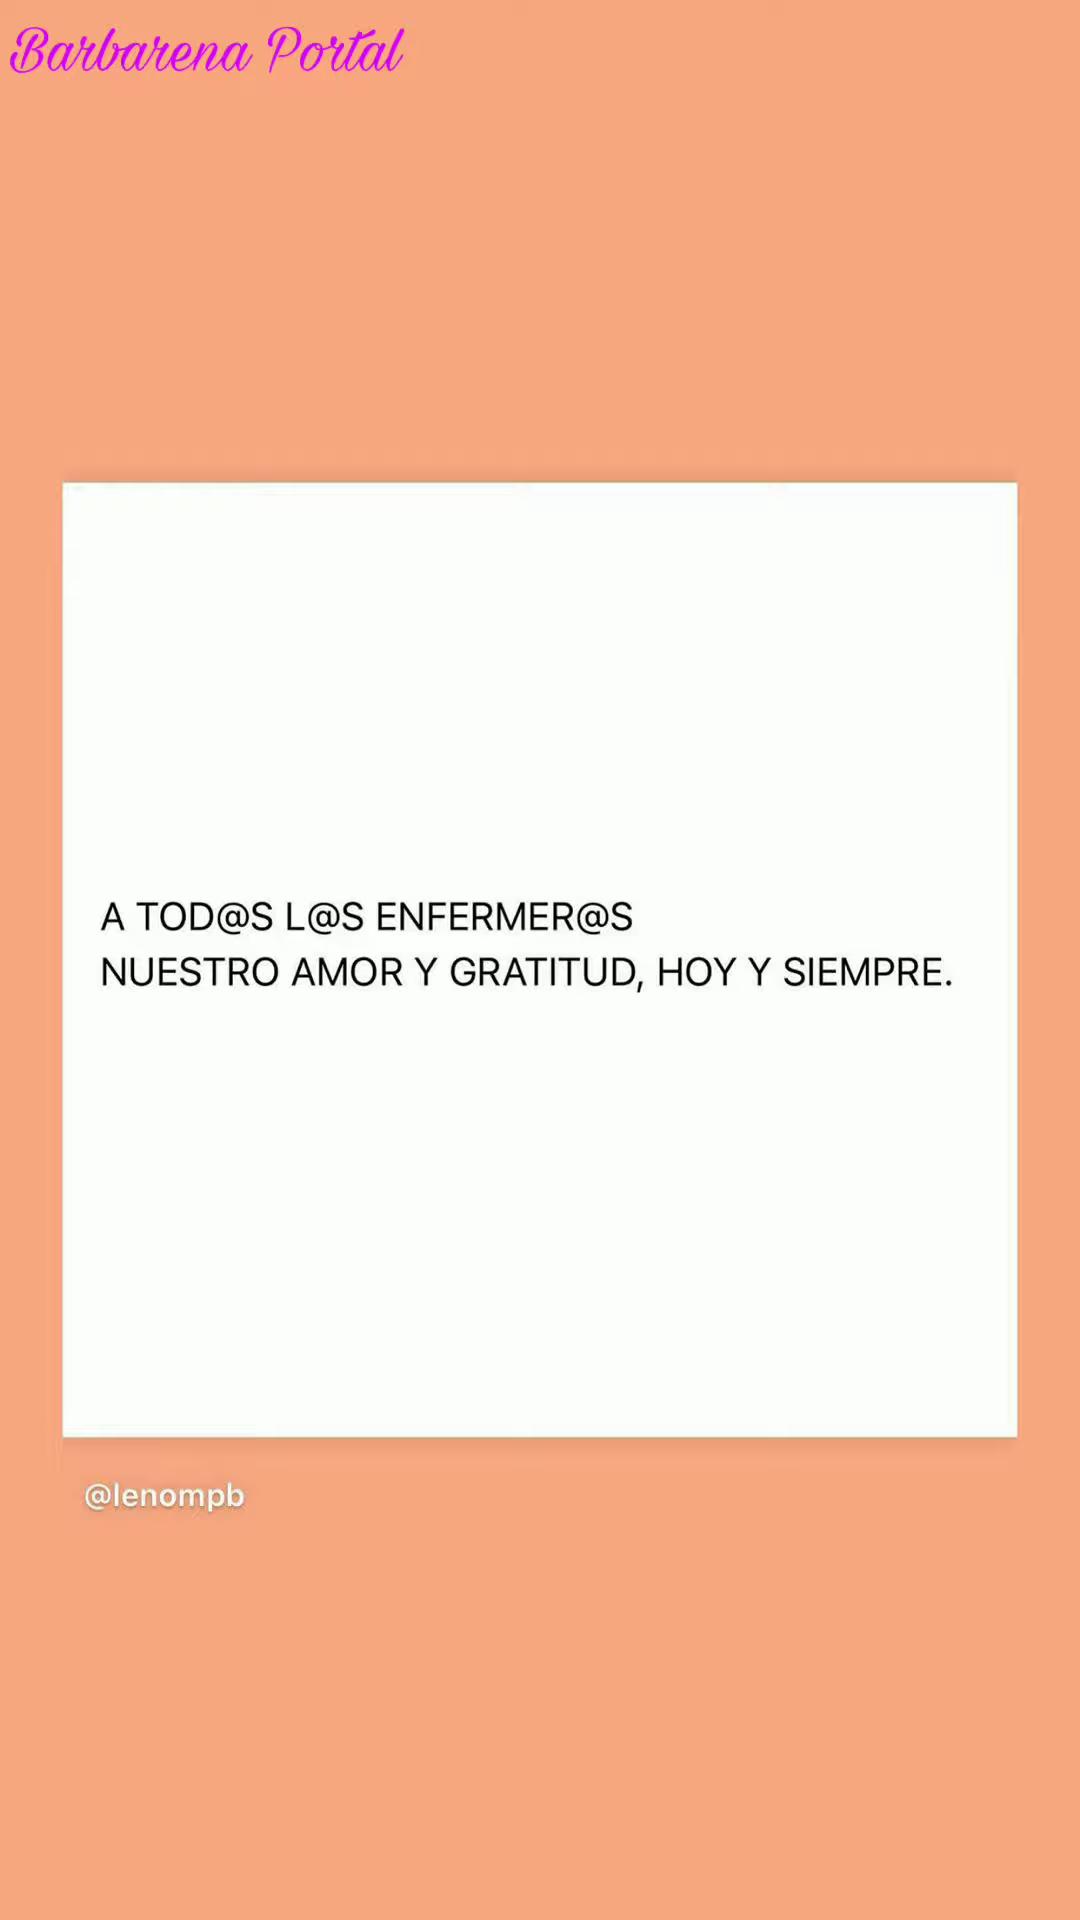 Barbarena Portal
A TOD@S L@S ENFERMER@S
NUESTRO AMOR Y GRATITUD, HOY Y SIEMPRE.
@lenompb